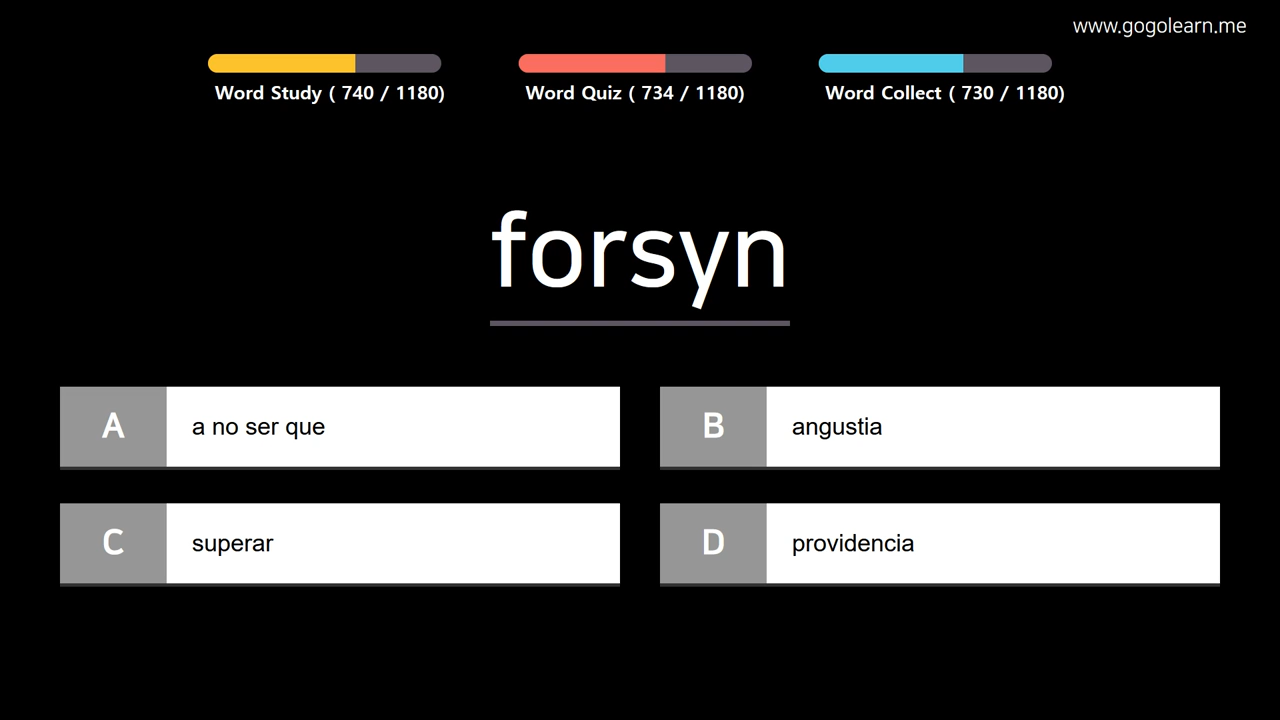 www.gogolearn.me
Word Study ( 740 / 1180)
Word Quiz ( 734 / 1180)
Word Collect ( 730 / 1180)
forsyn
A
a no ser que
B
angustia
C
superar
D
providencia